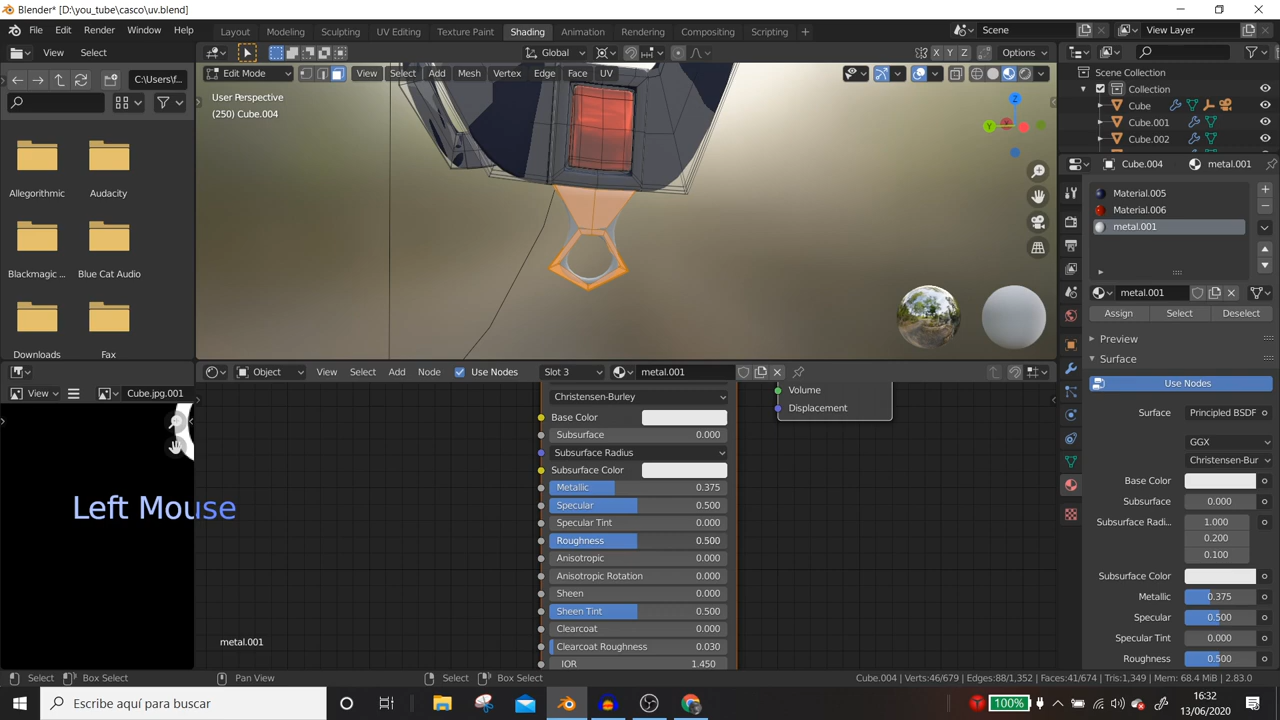 Blender* [D:\you_tube\casco\uv.blend]
File Edit Render Window Help Layout Modeling Sculpting UV Editing Texture Paint Shading Animation Rendering Compositing Scripting + Scene View Layer
View Select Global Options
Edit Mode View Select Add Mesh Vertex Edge Face UV
X Y Z
C:\Users\f...
User Perspective
(250) Cube.004
Z
Allegorithmic Audacity
Blackmagic ... Blue Cat Audio
Downloads Fax
Scene Collection
Collection
Cube
Cube.001
Cube.002
Cube.004 metal.001
Material.005
Material.006
metal.001
metal.001
Assign Select Deselect
Preview
Surface
Use Nodes
Surface Principled BSDF
GGX
Christensen-Bur
Base Color
Subsurface 0.000
Subsurface Radi... 1.000
0.200
0.100
Subsurface Color
Metallic 0.375
Specular 0.500
Specular Tint 0.000
Roughness 0.500
Object View Select Add Node Use Nodes Slot 3 metal.001
View Cube.jpg.001
Left Mouse
Christensen-Burley
Base Color
Subsurface 0.000
Subsurface Radius
Subsurface Color
Metallic 0.375
Specular 0.500
Specular Tint 0.000
Roughness 0.500
Anisotropic 0.000
Anisotropic Rotation 0.000
Sheen 0.000
Sheen Tint 0.500
Clearcoat 0.000
Clearcoat Roughness 0.030
IOR 1.450
Volume
Displacement
metal.001
Select Box Select Pan View Select Box Select
Cube.004 | Verts:46/679 | Edges:88/1,352 | Faces:41/674 | Tris:1,349 | Mem: 68.4 MiB | 2.83.0
Escribe aquí para buscar
100%
16:32
13/06/2020